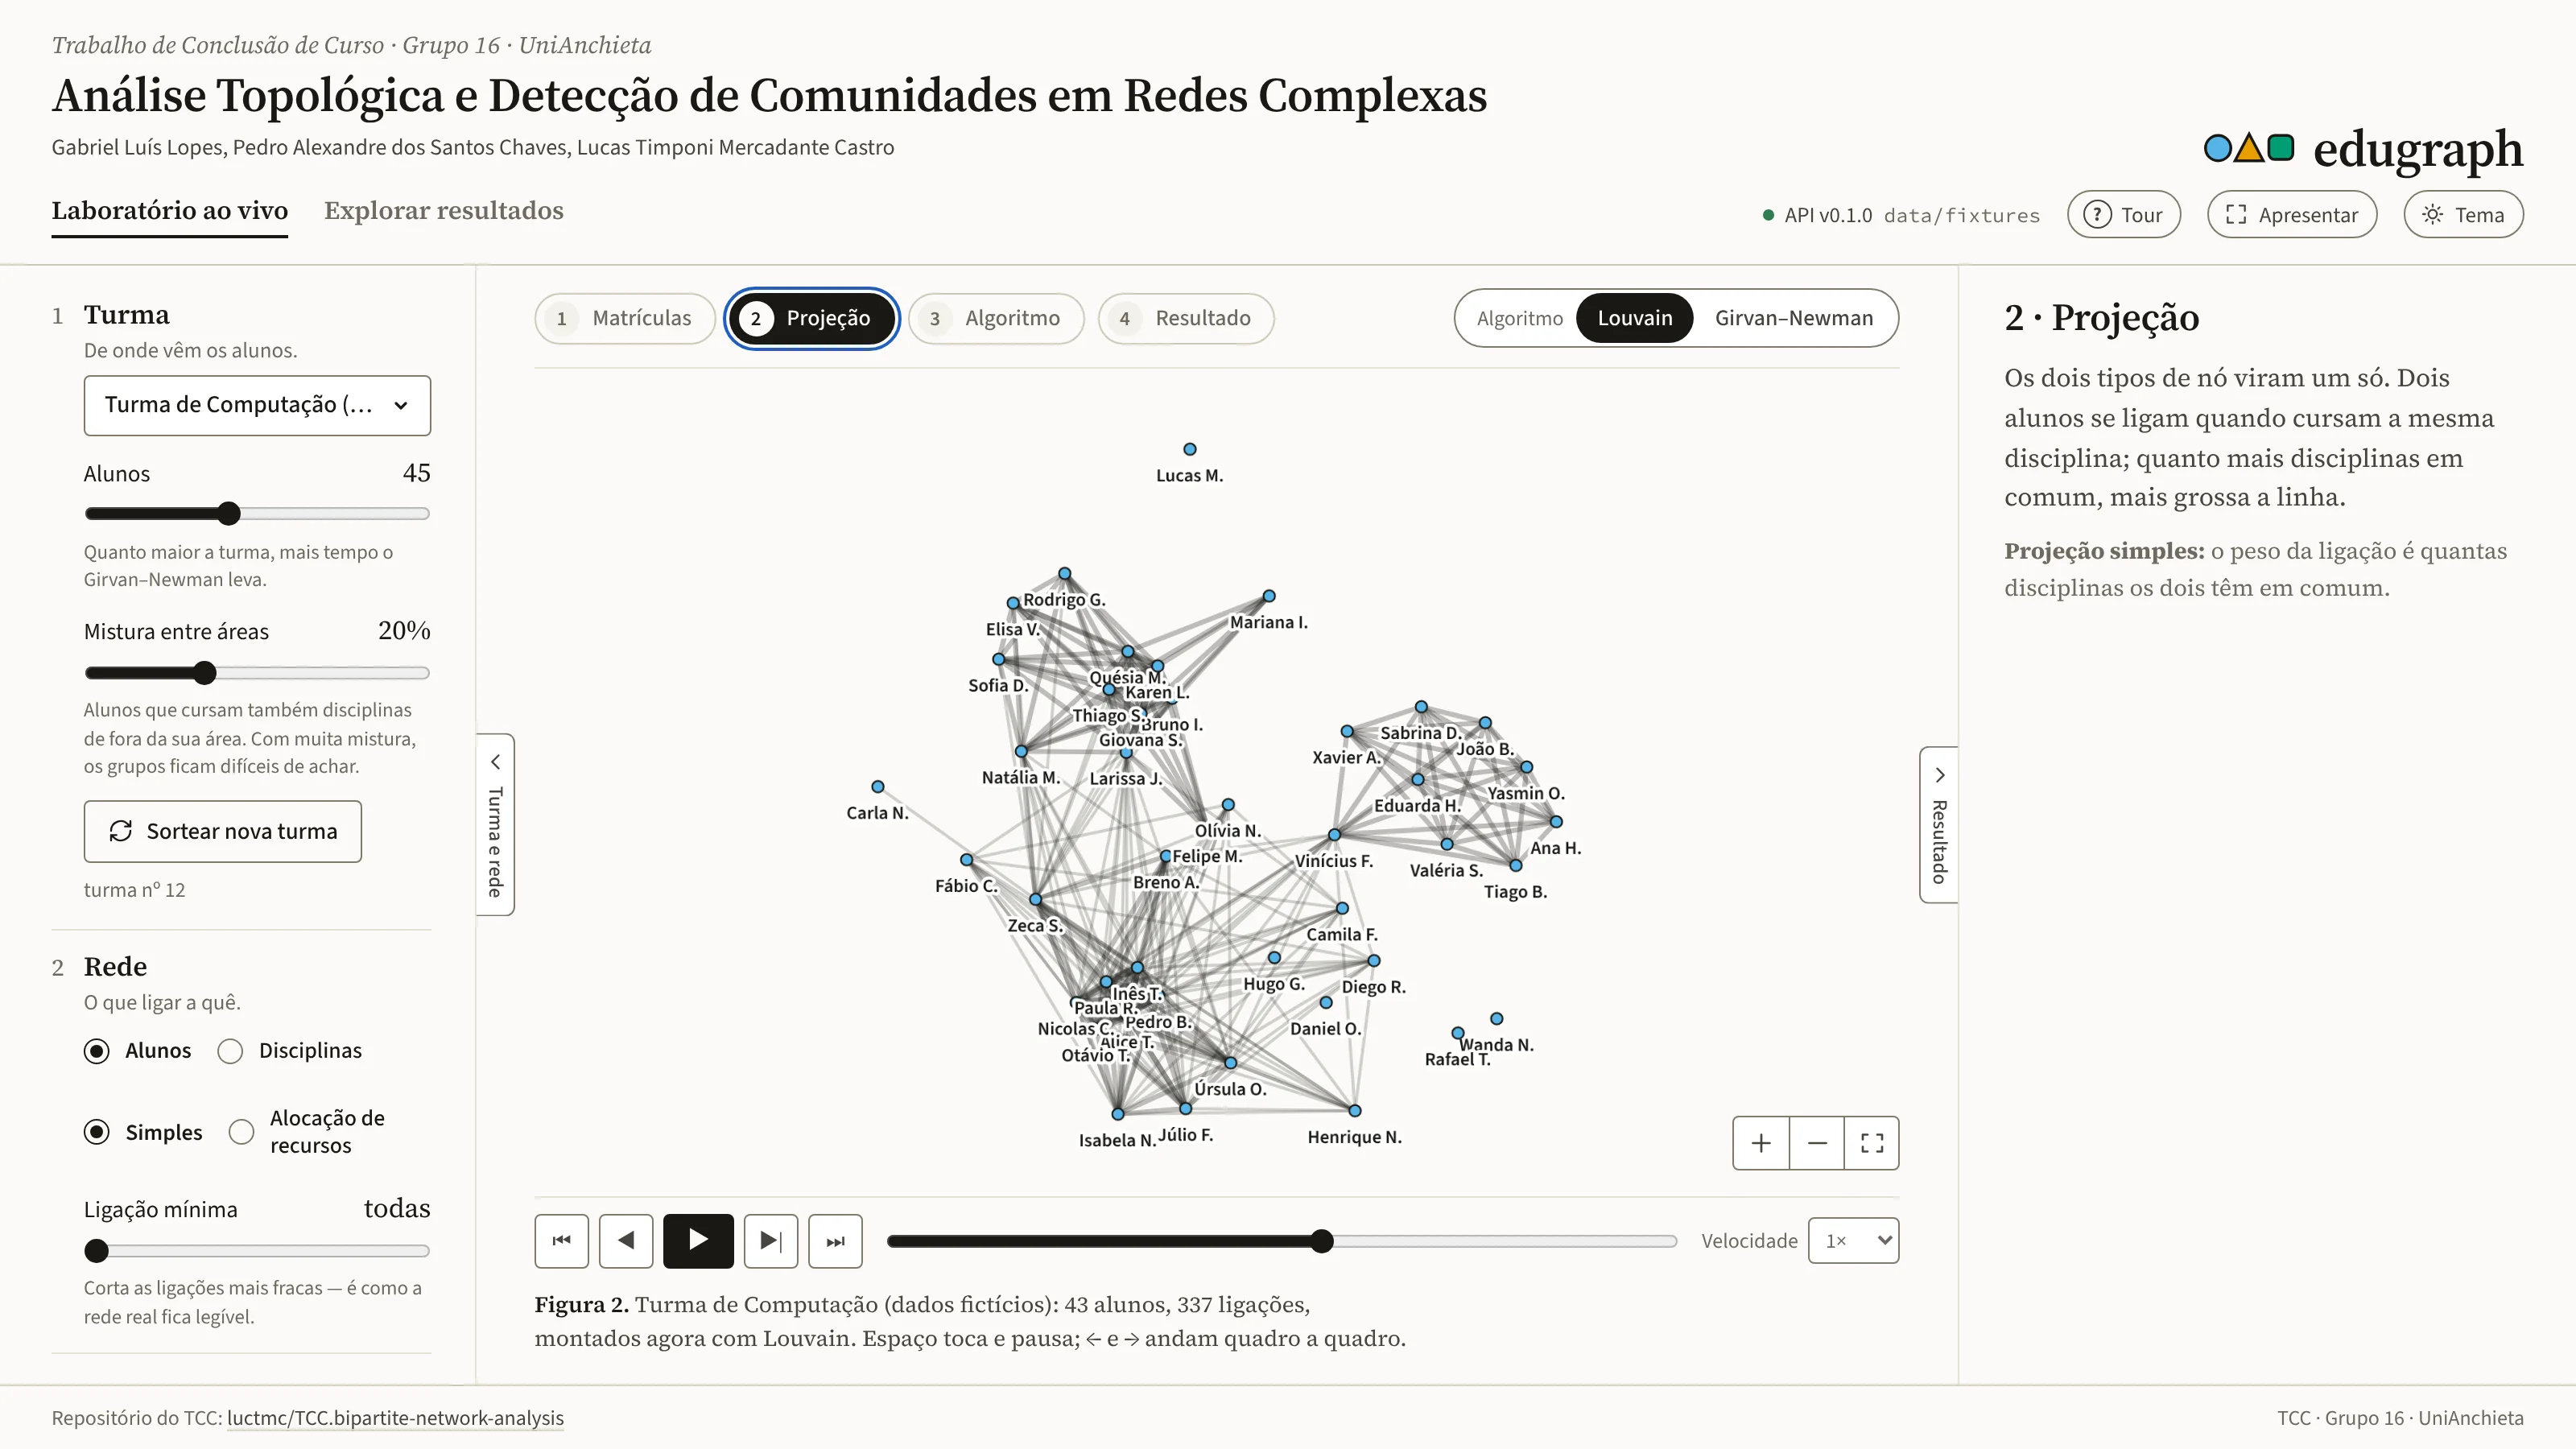 Trabalho de Conclusão de Curso · Grupo 16 · UniAnchieta
Análise Topológica e Detecção de Comunidades em Redes Complexas
Gabriel Luís Lopes, Pedro Alexandre dos Santos Chaves, Lucas Timponi Mercadante Castro
edugraph
Laboratório ao vivo
Explorar resultados
API v0.1.0 data/fixtures
? Tour
Apresentar
Tema
1 Turma
De onde vêm os alunos.
Turma de Computação (...
Alunos 45
Quanto maior a turma, mais tempo o
Girvan–Newman leva.
Mistura entre áreas 20%
Alunos que cursam também disciplinas
de fora da sua área. Com muita mistura,
os grupos ficam difíceis de achar.
Sortear nova turma
turma nº 12
2 Rede
O que ligar a quê.
Alunos
Disciplinas
Simples
Alocação de
recursos
Ligação mínima todas
Corta as ligações mais fracas — é como a
rede real fica legível.
Turma e rede
1 Matrículas
2 Projeção
3 Algoritmo
4 Resultado
Algoritmo
Louvain
Girvan–Newman
Lucas M.
Rodrigo G.
Mariana I.
Elisa V.
Quésia M.
Sofia D.
Karen L.
Thiago S.
Bruno I.
Giovana S.
Sabrina D.
João B.
Xavier A.
Natália M.
Larissa J.
Yasmin O.
Eduarda H.
Carla N.
Olívia N.
Ana H.
Felipe M.
Vinícius F.
Valéria S.
Breno A.
Fábio C.
Tiago B.
Zeca S.
Camila F.
Hugo G.
Diego R.
Inês T.
Paula R.
Pedro B.
Nicolas C.
Daniel O.
Alice T.
Wanda N.
Otávio T.
Rafael T.
Úrsula O.
Isabela N.
Júlio F.
Henrique N.
Velocidade 1×
Figura 2. Turma de Computação (dados fictícios): 43 alunos, 337 ligações,
montados agora com Louvain. Espaço toca e pausa; ← e → andam quadro a quadro.
Resultado
2 · Projeção
Os dois tipos de nó viram um só. Dois
alunos se ligam quando cursam a mesma
disciplina; quanto mais disciplinas em
comum, mais grossa a linha.
Projeção simples: o peso da ligação é quantas
disciplinas os dois têm em comum.
Repositório do TCC: luctmc/TCC.bipartite-network-analysis
TCC · Grupo 16 · UniAnchieta